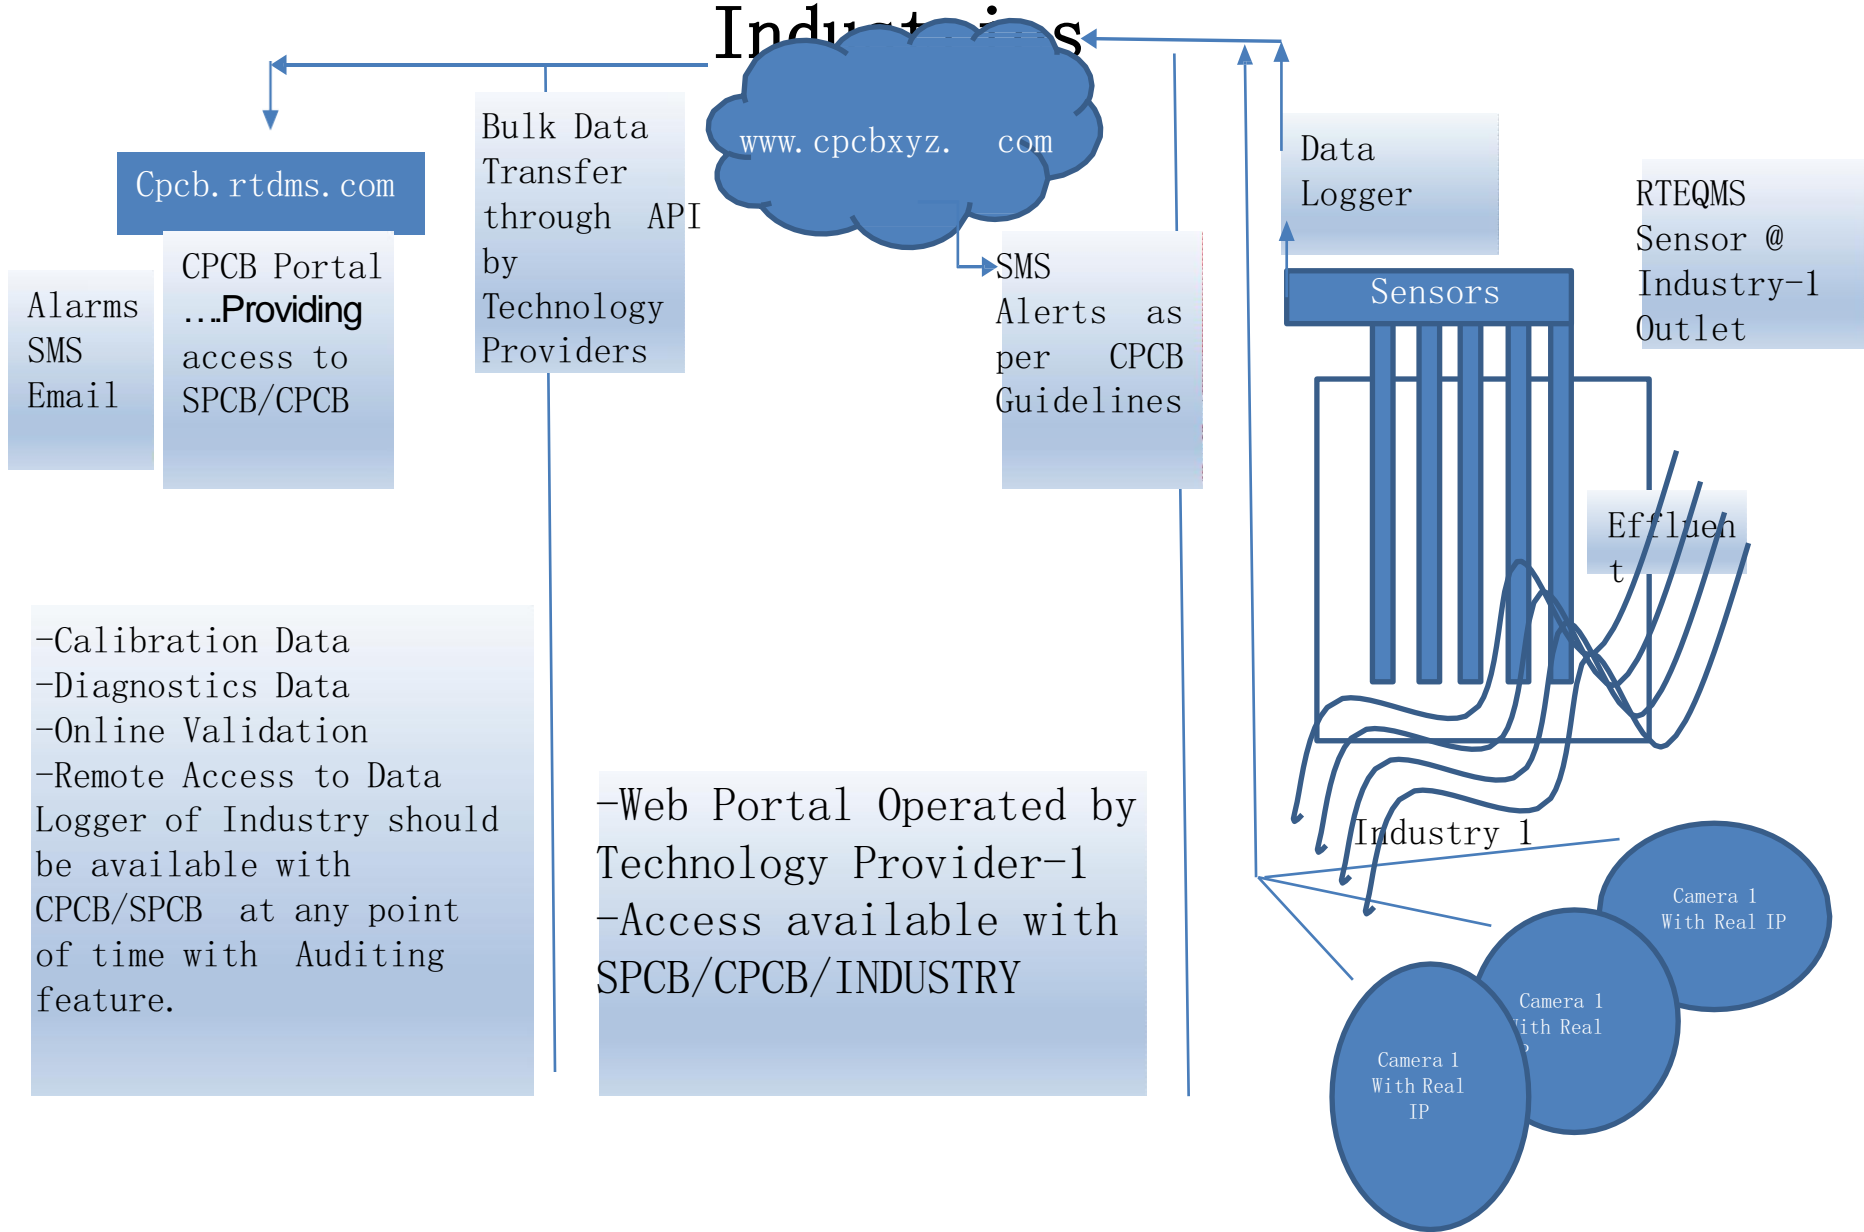 Industries
www.cpcbxyz. com
Cpcb.rtdms.com
CPCB Portal
….Providing
access to
SPCB/CPCB
Alarms
SMS
Email
Bulk Data
Transfer
through API
by
Technology
Providers
SMS
Alerts as
per CPCB
Guidelines
Data
Logger
RTEQMS
Sensor @
Industry-1
Outlet
Sensors
Effluen
t
-Calibration Data
-Diagnostics Data
-Online Validation
-Remote Access to Data
Logger of Industry should
be available with
CPCB/SPCB at any point
of time with Auditing
feature.
-Web Portal Operated by
Technology Provider-1
-Access available with
SPCB/CPCB/INDUSTRY
Industry 1
Camera 1
With Real IP
Camera 1
With Real
Camera 1
With Real
IP